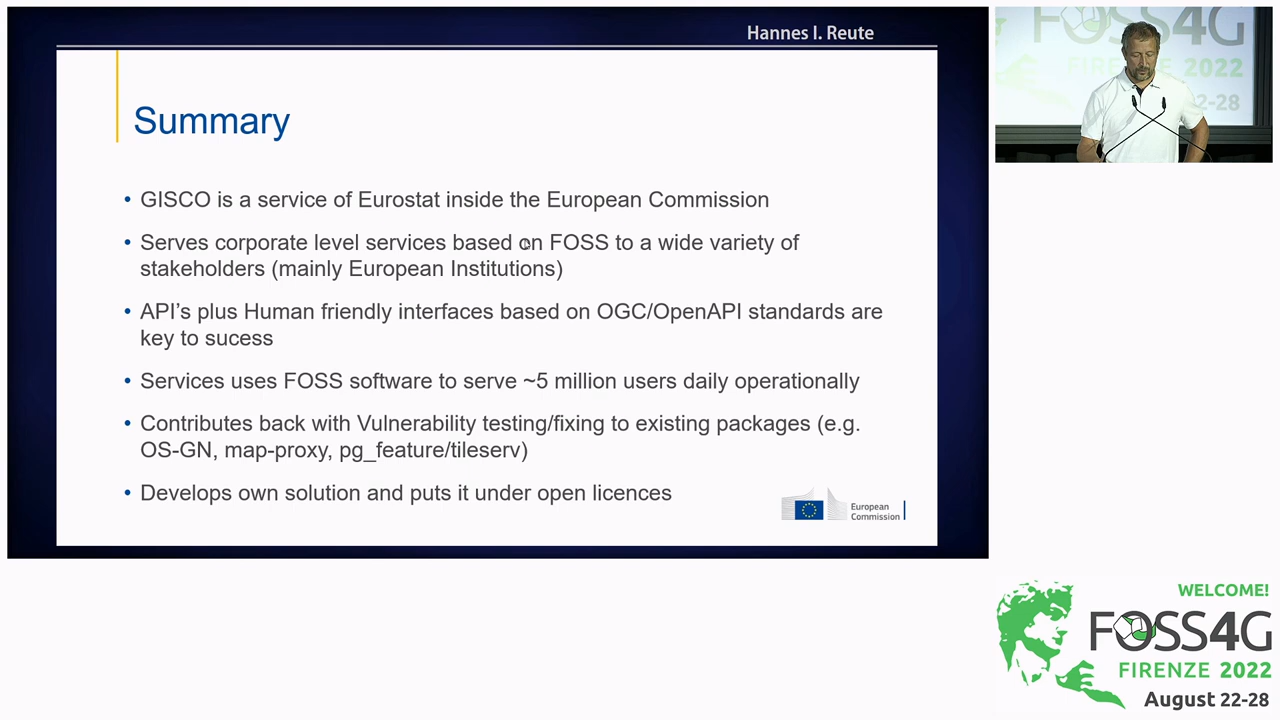 Hannes I. Reute
Summary
• GISCO is a service of Eurostat inside the European Commission
• Serves corporate level services based on FOSS to a wide variety of
stakeholders (mainly European Institutions)
• API's plus Human friendly interfaces based on OGC/OpenAPI standards are
key to sucess
• Services uses FOSS software to serve ~5 million users daily operationally
• Contributes back with Vulnerability testing/fixing to existing packages (e.g.
OS-GN, map-proxy, pg_feature/tileserv)
• Develops own solution and puts it under open licences
European
Commission
FOSS4G
FIRENZE 2022
22-28
WELCOME!
FOSS4G
FIRENZE 2022
August 22-28